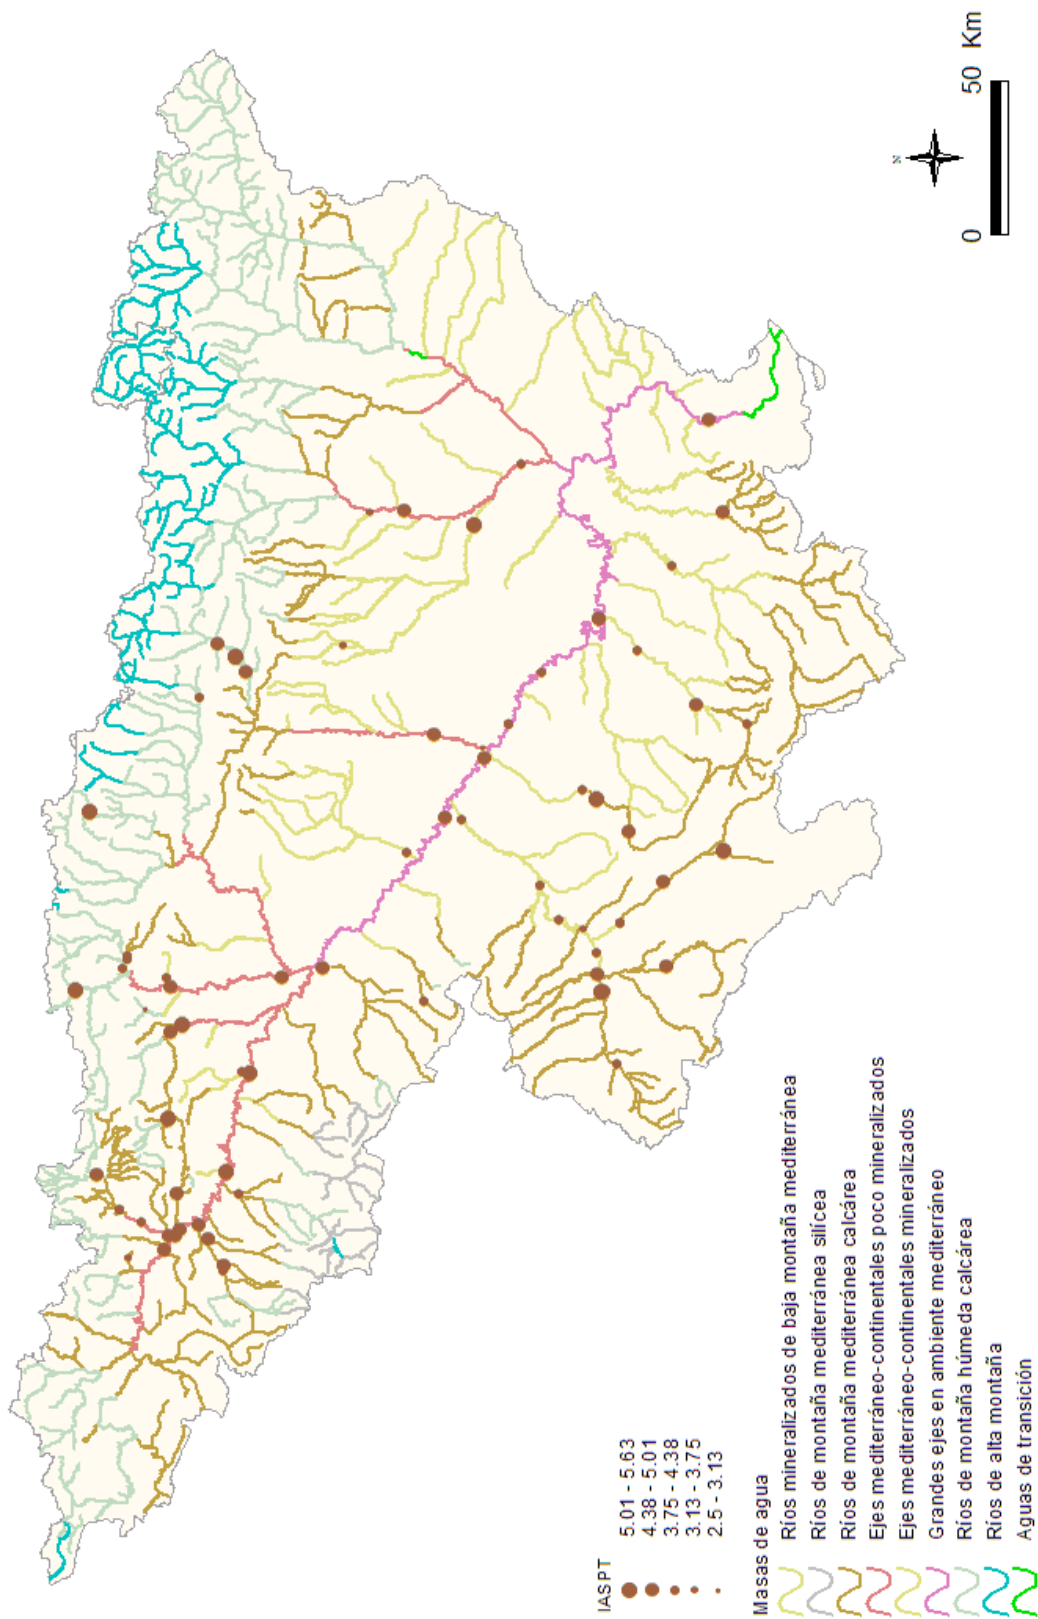 N
0 50 Km
IASPT
5.01 - 5.63
4.38 - 5.01
3.75 - 4.38
3.13 - 3.75
2.5 - 3.13
Masas de agua
Ríos mineralizados de baja montaña mediterránea
Ríos de montaña mediterránea silícea
Ríos de montaña mediterránea calcárea
Ejes mediterráneo-continentales poco mineralizados
Ejes mediterráneo-continentales mineralizados
Grandes ejes en ambiente mediterráneo
Ríos de montaña húmeda calcárea
Ríos de alta montaña
Aguas de transición